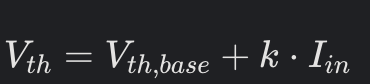 V_{th} = V_{th,base} + k · I_{in}